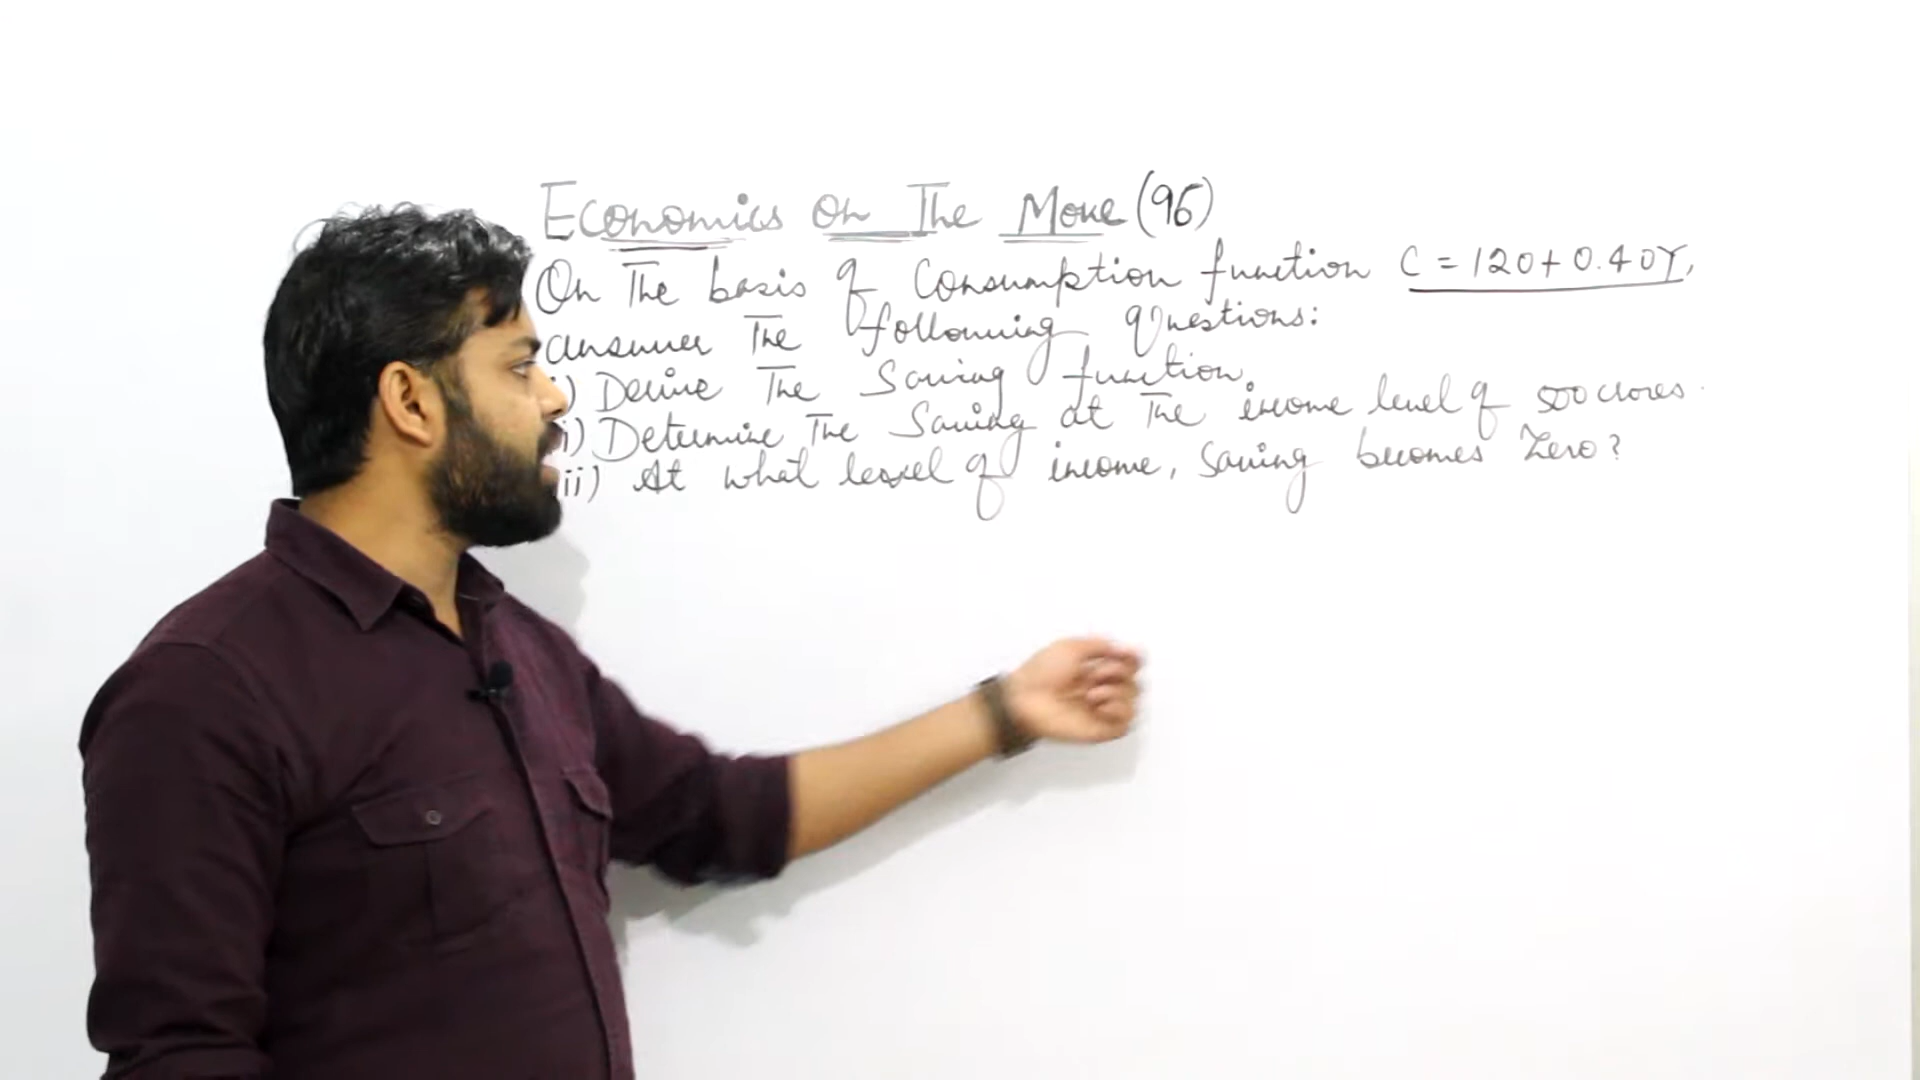 Economics on The Move (96)
On The basis of Consumption function C = 120 + 0.40Y,
answer The following questions:
i) Derive The Saving function.
i) Determine The Saving at The income level of 500 crores.
ii) At what level of income, Saving becomes Zero?